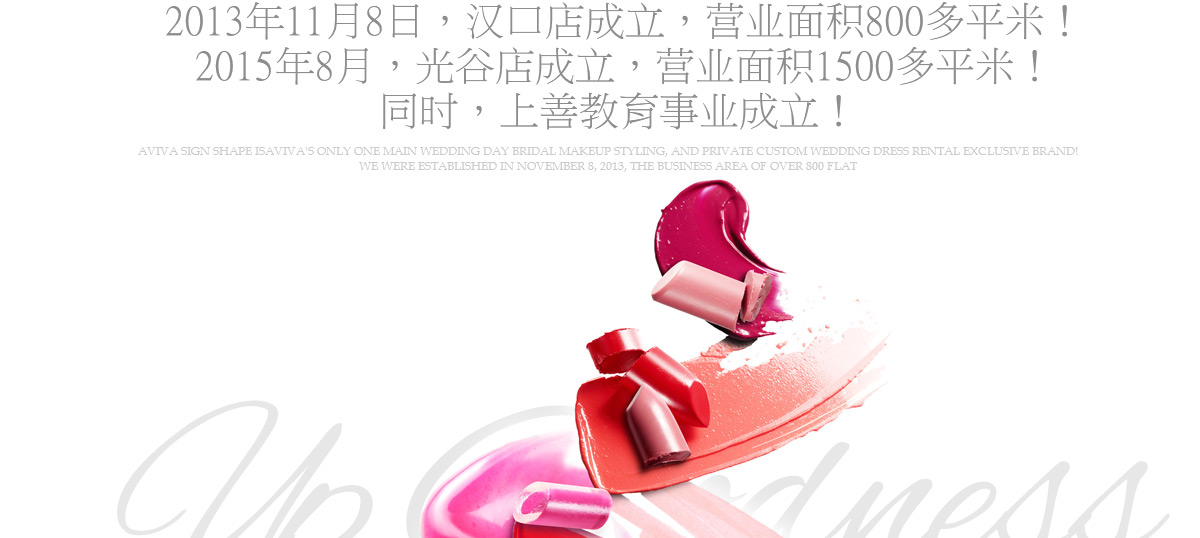 2013年11月8日，汉口店成立，营业面积800多平米！
2015年8月，光谷店成立，营业面积1500多平米！
同时，上善教育事业成立！
AVIVA SIGN SHAPE ISAVIVA'S ONLY ONE MAIN WEDDING DAY BRIDAL MAKEUP STYLING, AND PRIVATE CUSTOM WEDDING DRESS RENTAL EXCLUSIVE BRAND!
WE WERE ESTABLISHED IN NOVEMBER 8, 2013, THE BUSINESS AREA OF OVER 800 FLAT
Up Goodness